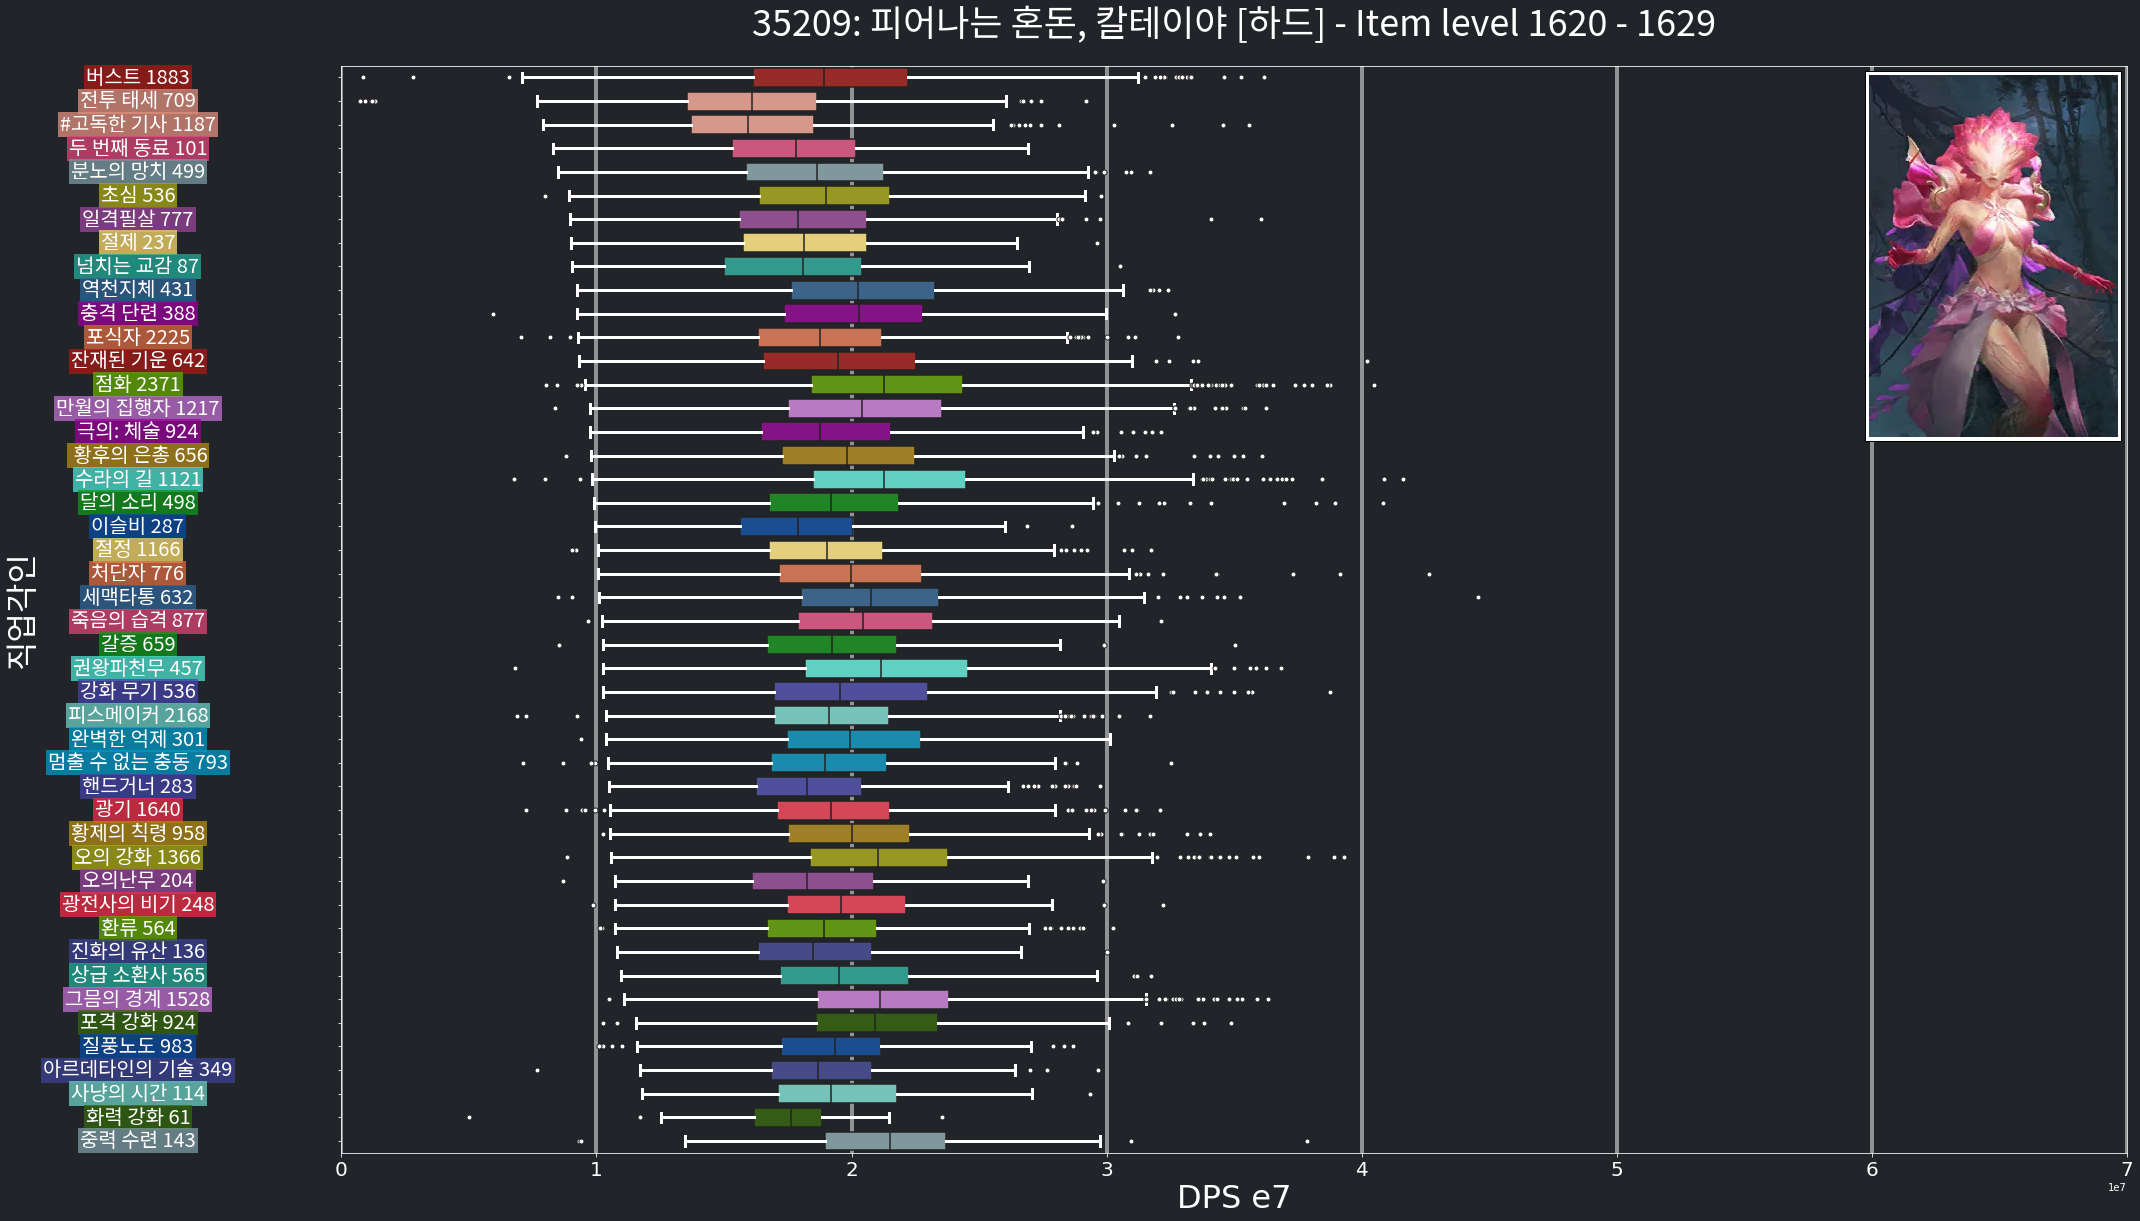 35209: 피어나는 혼돈, 칼테이야 [하드] - Item level 1620 - 1629
직업각인
버스트 1883
전투 태세 709
#고독한 기사 1187
두 번째 동료 101
분노의 망치 499
초심 536
일격필살 777
절제 237
넘치는 교감 87
역천지체 431
충격 단련 388
포식자 2225
잔재된 기운 642
점화 2371
만월의 집행자 1217
극의: 체술 924
황후의 은총 656
수라의 길 1121
달의 소리 498
이슬비 287
절정 1166
처단자 776
세맥타통 632
죽음의 습격 877
갈증 659
권왕파천무 457
강화 무기 536
피스메이커 2168
완벽한 억제 301
멈출 수 없는 충동 793
핸드거너 283
광기 1640
황제의 칙령 958
오의 강화 1366
오의난무 204
광전사의 비기 248
환류 564
진화의 유산 136
상급 소환사 565
그믐의 경계 1528
포격 강화 924
질풍노도 983
아르데타인의 기술 349
사냥의 시간 114
화력 강화 61
중력 수련 143
0 1 2 3 4 5 6 7
1e7
DPS e7